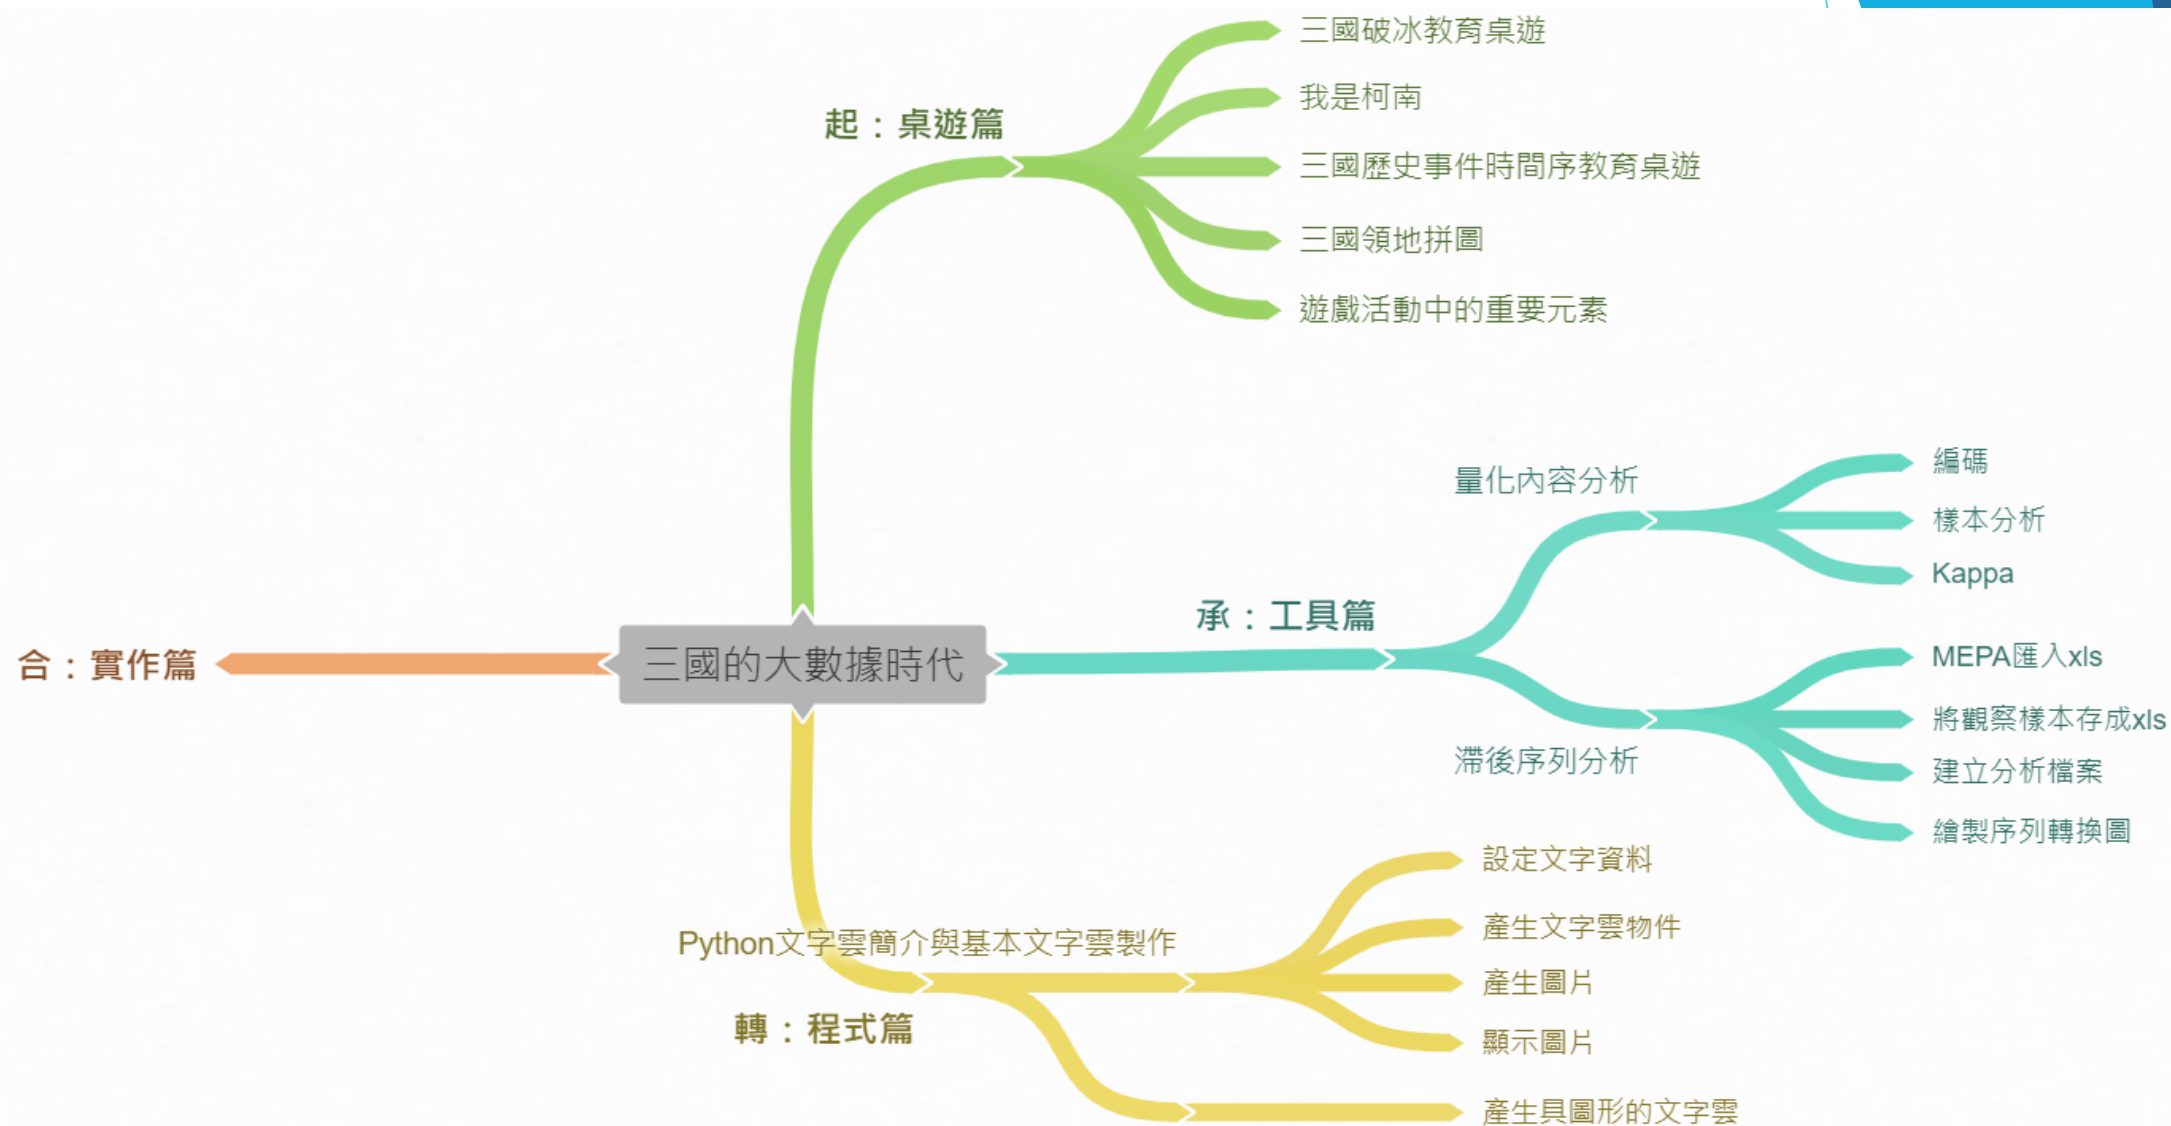 三國的大數據時代
起：桌遊篇
三國破冰教育桌遊
我是柯南
三國歷史事件時間序教育桌遊
三國領地拼圖
遊戲活動中的重要元素
承：工具篇
量化內容分析
編碼
樣本分析
Kappa
滯後序列分析
MEPA匯入xls
將觀察樣本存成xls
建立分析檔案
繪製序列轉換圖
轉：程式篇
Python文字雲簡介與基本文字雲製作
設定文字資料
產生文字雲物件
產生圖片
顯示圖片
產生具圖形的文字雲
合：實作篇